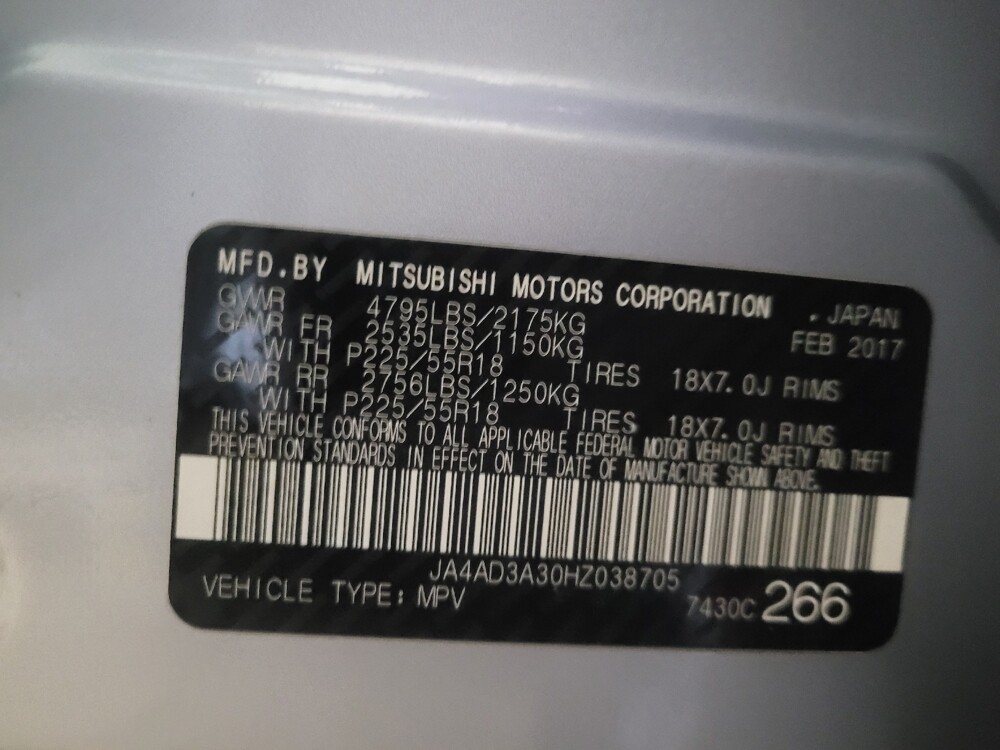 MFD.BY MITSUBISHI MOTORS CORPORATION . JAPAN
GVWR 4795LBS/2175KG FEB 2017
GAWR FR 2535LBS/1150KG
WITH P225/55R18 TIRES 18X7.0J RIMS
GAWR RR 2756LBS/1250KG
WITH P225/55R18 TIRES 18X7.0J RIMS
THIS VEHICLE CONFORMS TO ALL APPLICABLE FEDERAL MOTOR VEHICLE SAFETY AND THEFT
PREVENTION STANDARDS IN EFFECT ON THE DATE OF MANUFACTURE SHOWN ABOVE.
JA4AD3A30HZ038705
VEHICLE TYPE: MPV 7430C 266